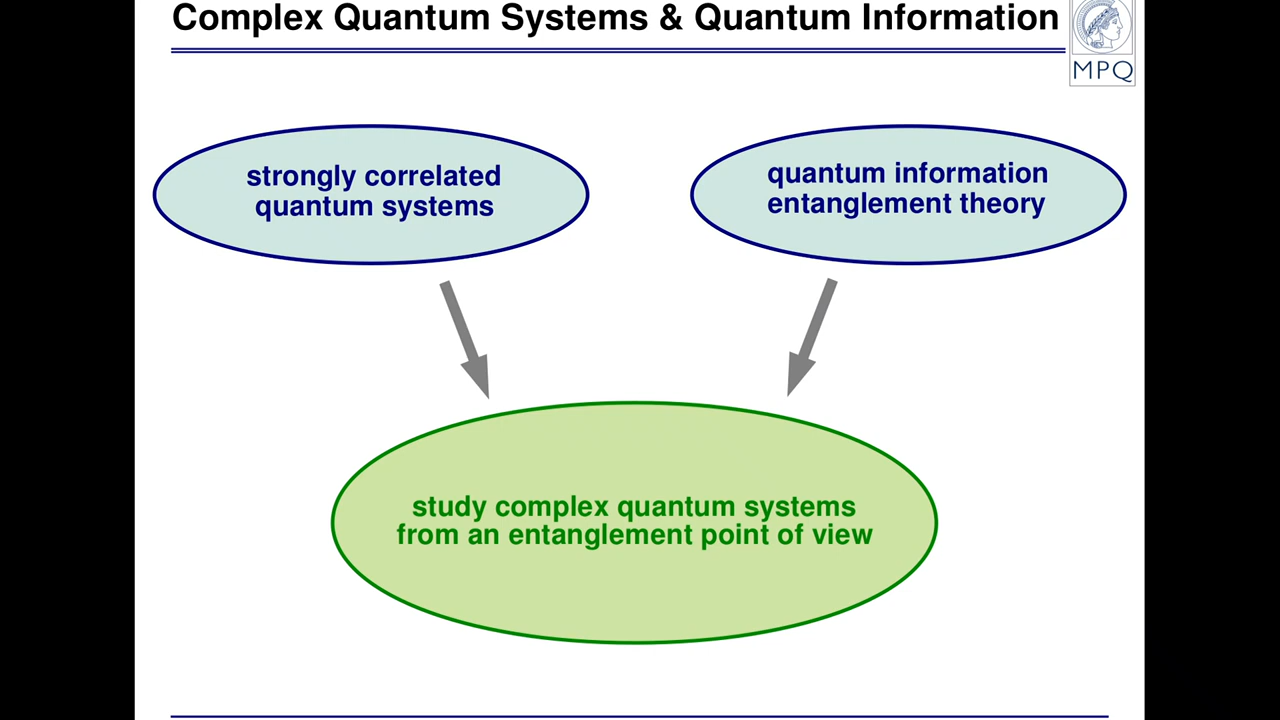 Complex Quantum Systems & Quantum Information
MPQ
strongly correlated
quantum systems
quantum information
entanglement theory
study complex quantum systems
from an entanglement point of view